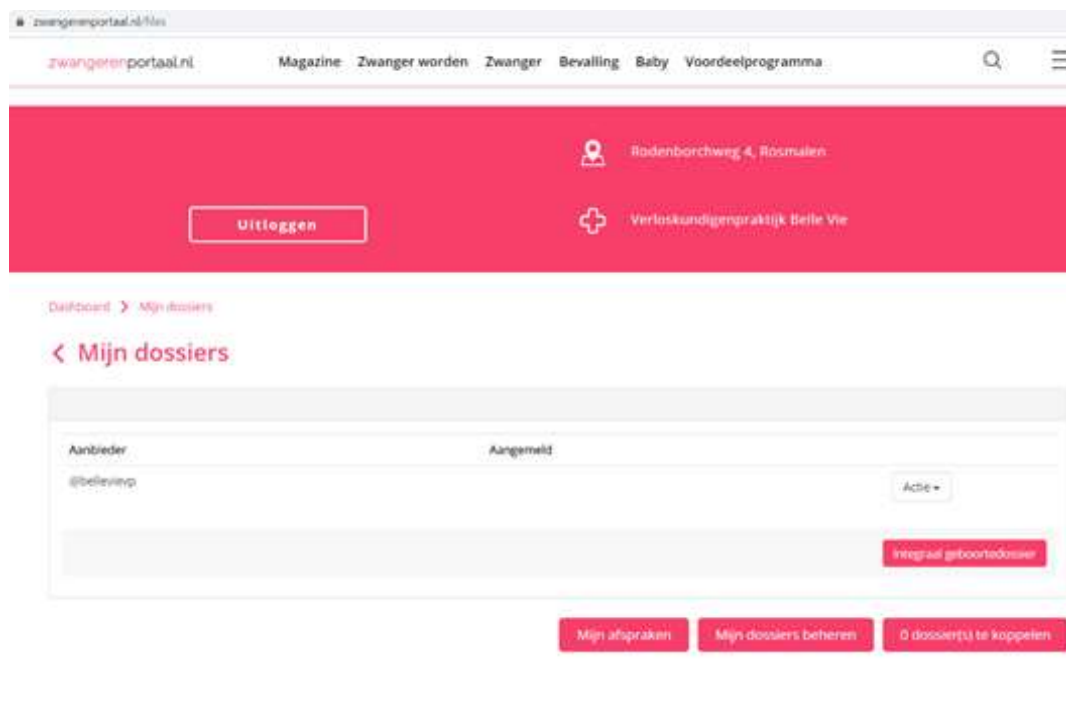 zwangerenportaal.nl/files
zwangerenportaal.nl Magazine Zwanger worden Zwanger Bevalling Baby Voordeelprogramma
Rodenborchweg 4, Rosmalen
Uitloggen
Verloskundigenpraktijk Belle Vie
Dashboard > Mijn dossiers
< Mijn dossiers
Aanbieder Aangemeld
@bellevievp Actie
Integraal geboortedossier
Mijn afspraken Mijn dossiers beheren 0 dossier(s) te koppelen